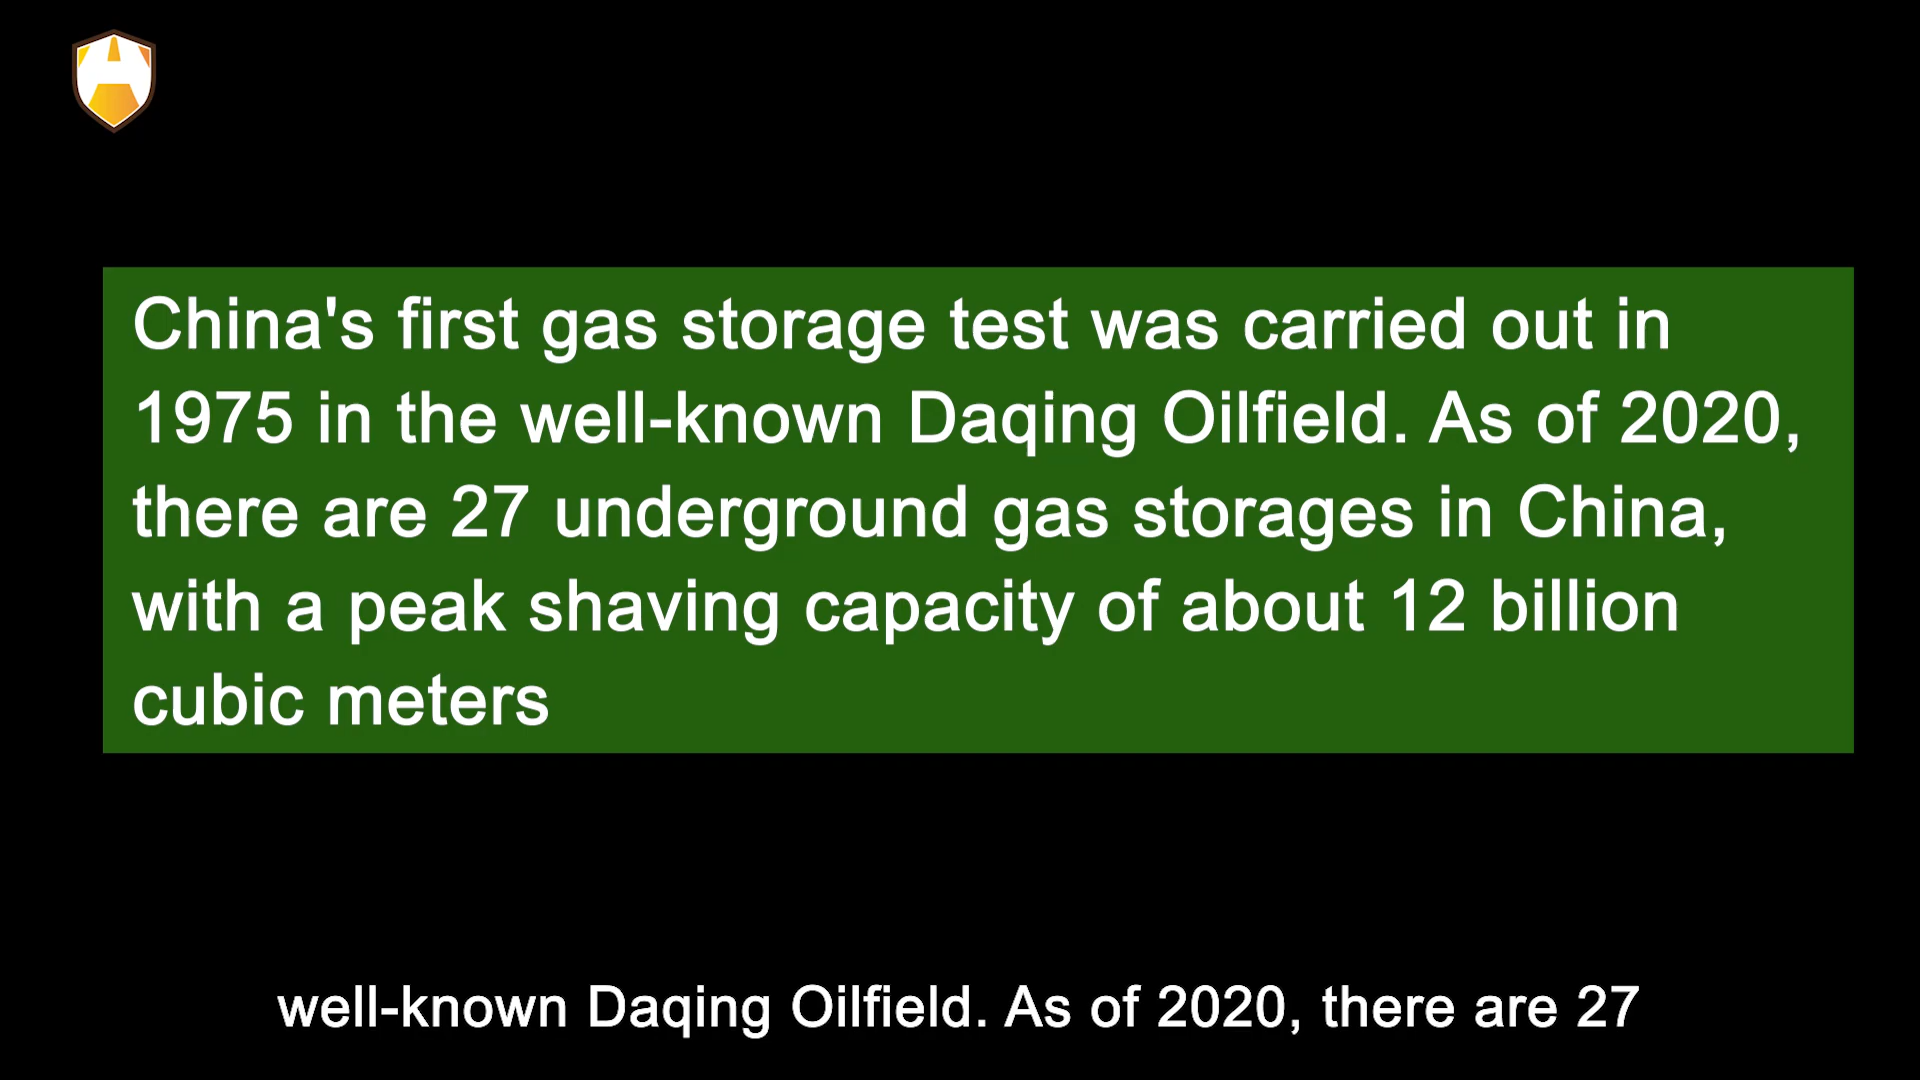 China's first gas storage test was carried out in
1975 in the well-known Daqing Oilfield. As of 2020,
there are 27 underground gas storages in China,
with a peak shaving capacity of about 12 billion
cubic meters
well-known Daqing Oilfield. As of 2020, there are 27